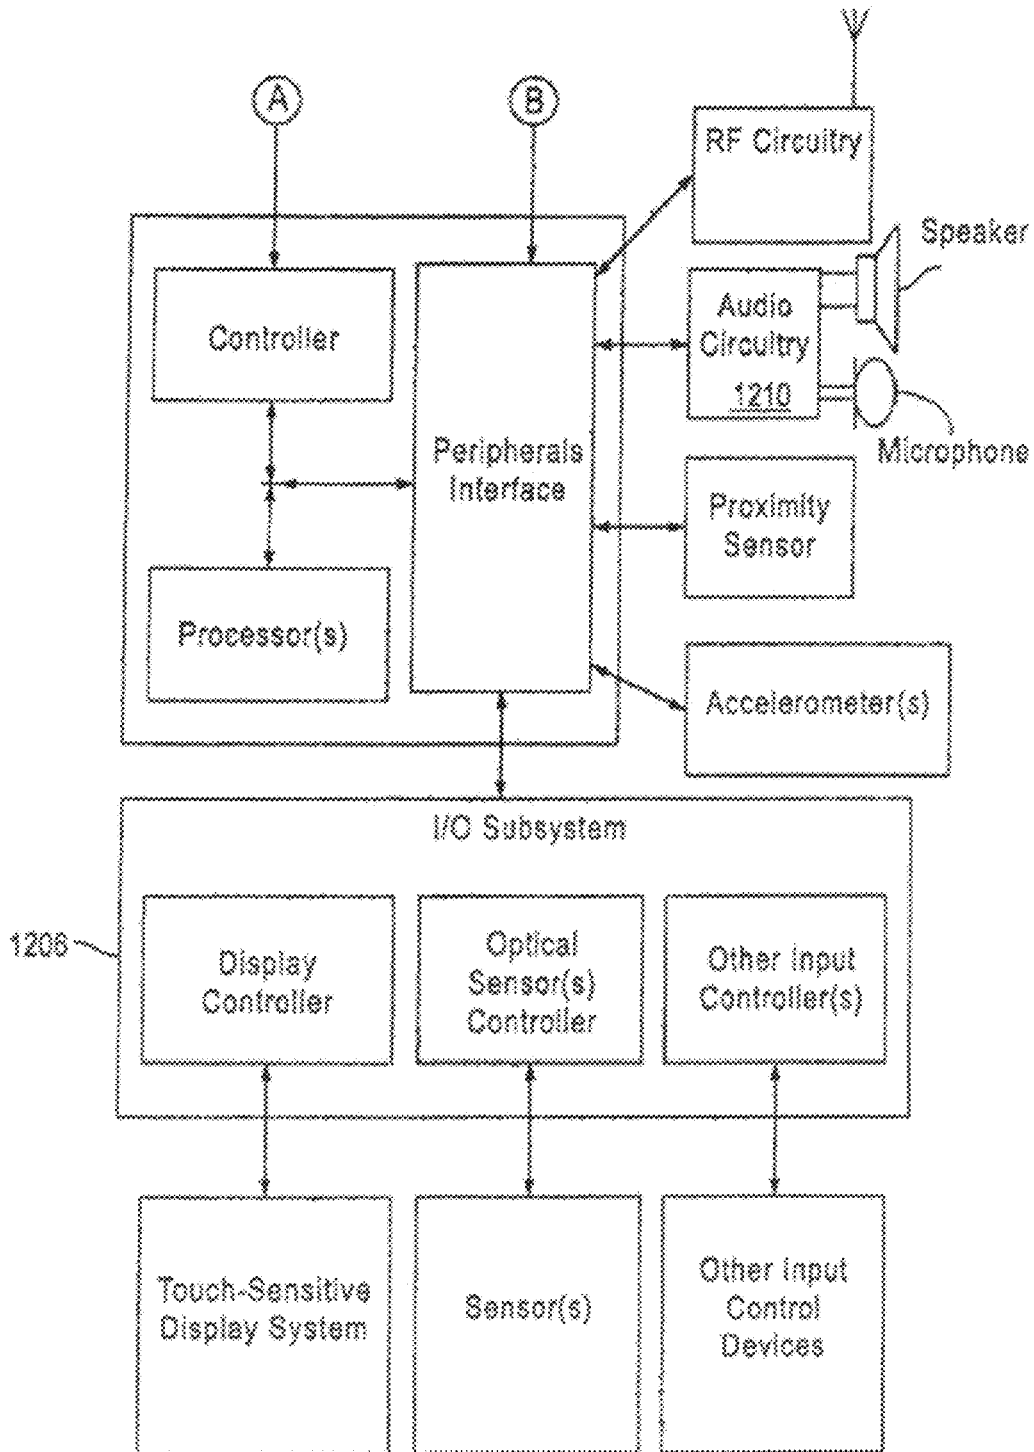 A
B
RF Circuitry
Speaker
Controller
Audio
Circuitry
1210
Microphone
Peripherals
Interface
Proximity
Sensor
Processor(s)
Accelerometer(s)
I/O Subsystem
1206
Display
Controller
Optical
Sensor(s)
Controller
Other Input
Controller(s)
Touch-Sensitive
Display System
Sensor(s)
Other Input
Control
Devices